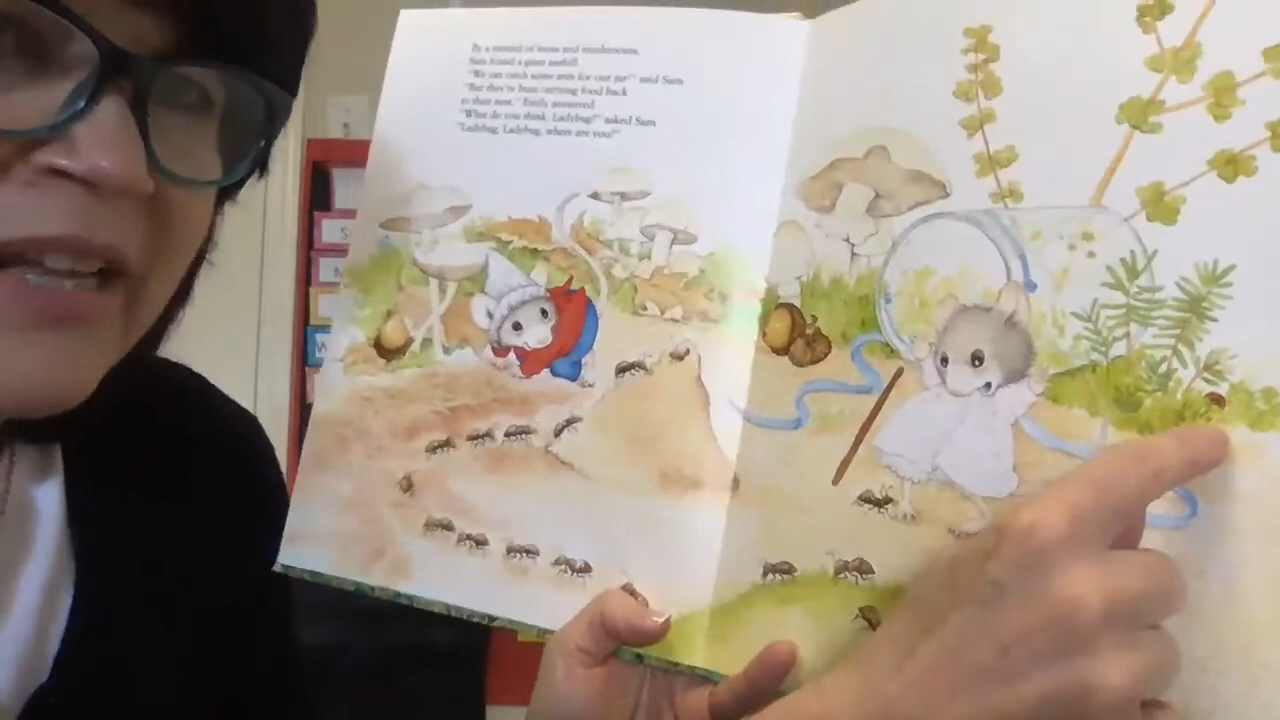 By a mound of moss and mushrooms,
Sam found a giant anthill.
"We can catch some ants for our jar!" said Sam.
"But they're busy carrying food back
to their nest," Emily answered.
"What do you think, Ladybug?" asked Sam.
"Ladybug, Ladybug, where are you?"
S
W